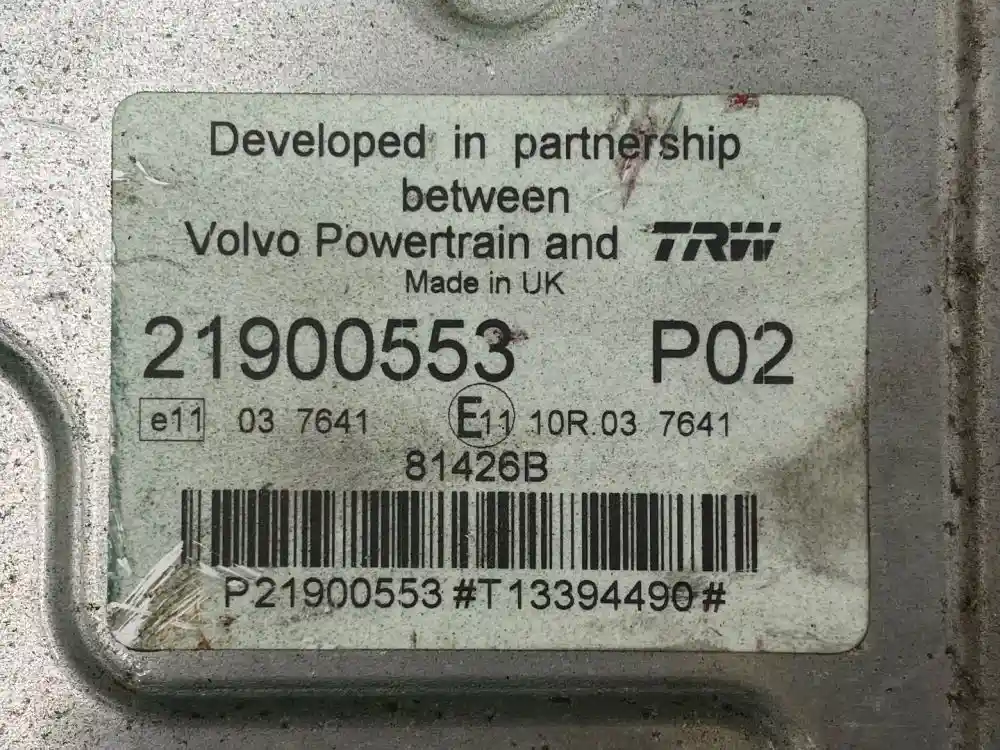 Developed in partnership
between
Volvo Powertrain and TRW
Made in UK
21900553 P02
e11 03 7641 E11 10R.03 7641
81426B
P21900553#T13394490#